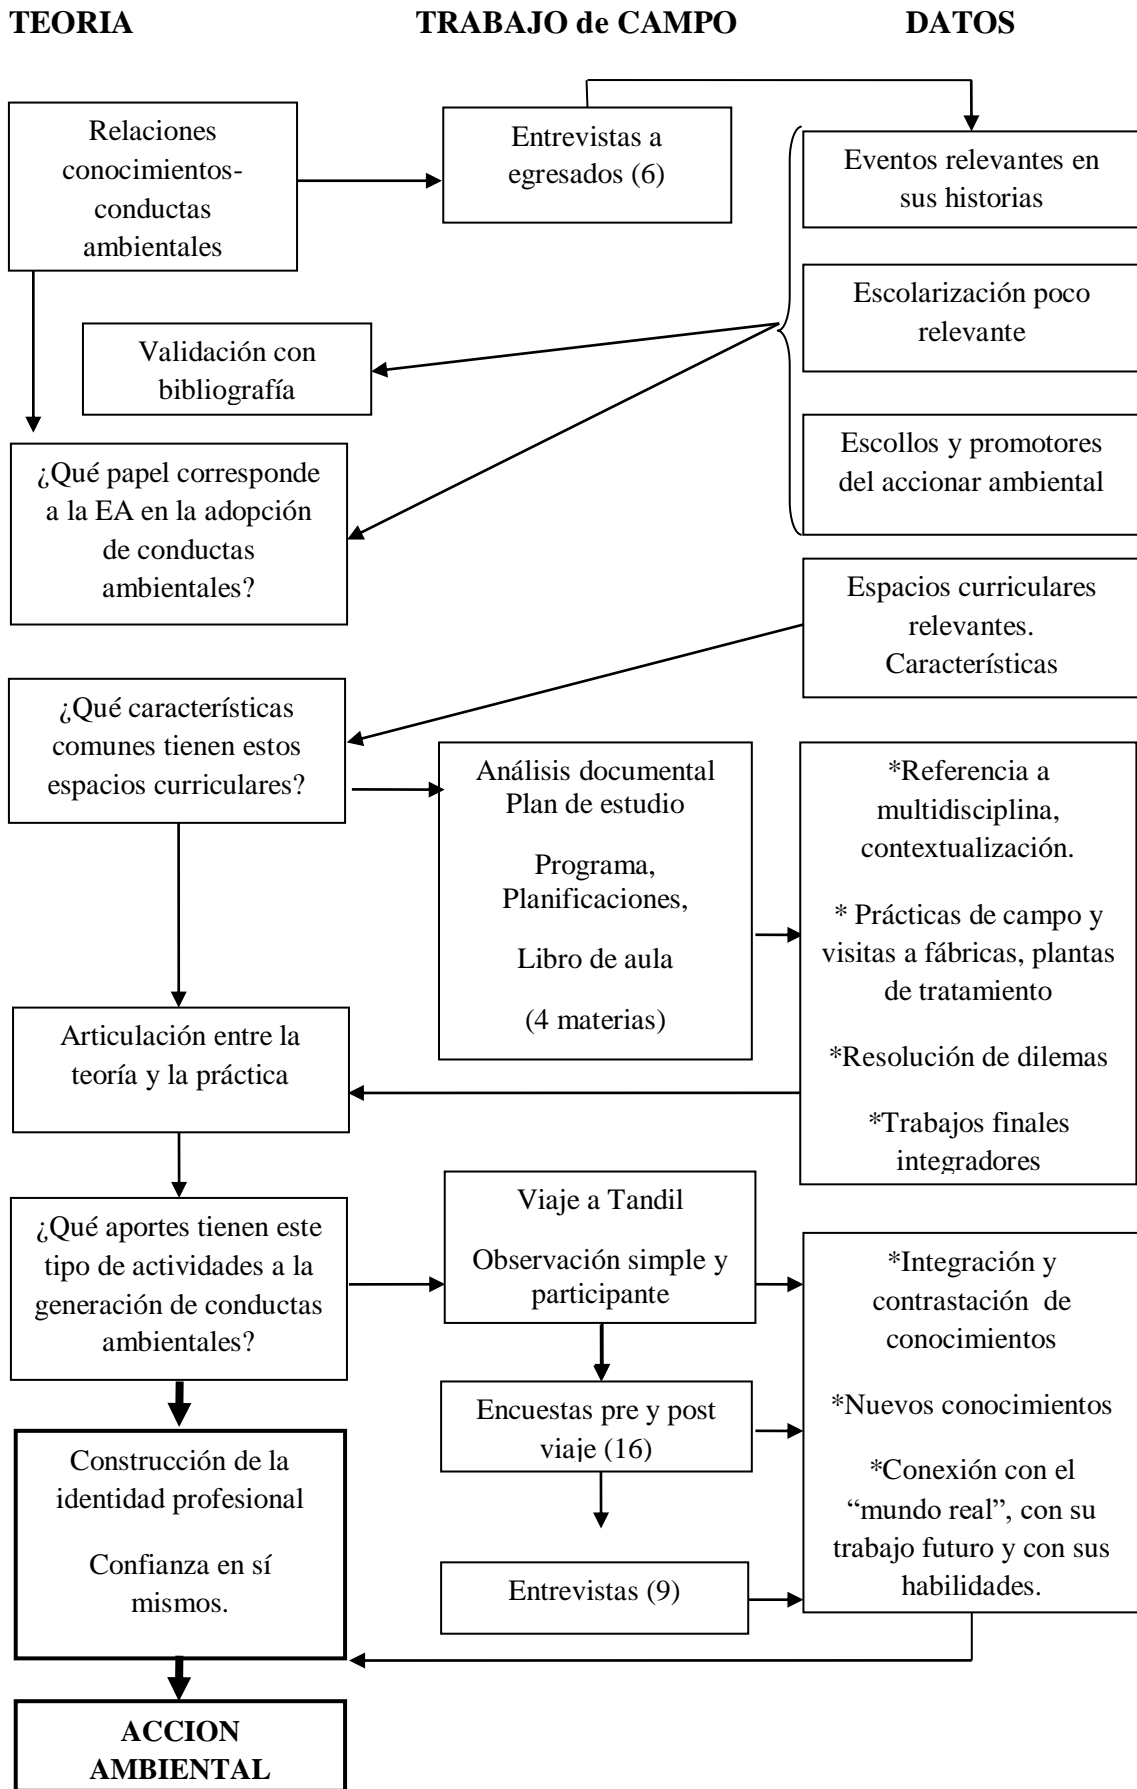 TEORIA
TRABAJO de CAMPO
DATOS
Relaciones
conocimientos-
conductas
ambientales
Entrevistas a
egresados (6)
Eventos relevantes en
sus historias
Escolarización poco
relevante
Validación con
bibliografía
Escollos y promotores
del accionar ambiental
¿Qué papel corresponde
a la EA en la adopción
de conductas
ambientales?
Espacios curriculares
relevantes.
Características
¿Qué características
comunes tienen estos
espacios curriculares?
Análisis documental
Plan de estudio
Programa,
Planificaciones,
Libro de aula
(4 materias)
*Referencia a
multidisciplina,
contextualización.
* Prácticas de campo y
visitas a fábricas, plantas
de tratamiento
*Resolución de dilemas
*Trabajos finales
integradores
Articulación entre la
teoría y la práctica
¿Qué aportes tienen este
tipo de actividades a la
generación de conductas
ambientales?
Viaje a Tandil
Observación simple y
participante
Encuestas pre y post
viaje (16)
Entrevistas (9)
*Integración y
contrastación de
conocimientos
*Nuevos conocimientos
*Conexión con el
“mundo real”, con su
trabajo futuro y con sus
habilidades.
Construcción de la
identidad profesional
Confianza en sí
mismos.
ACCION
AMBIENTAL